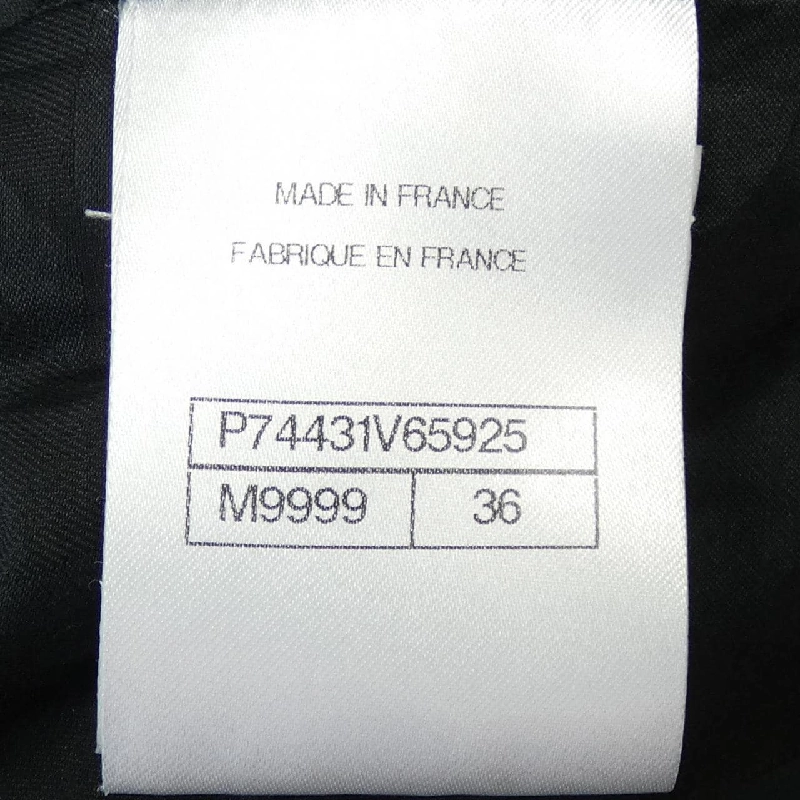 MADE IN FRANCE
FABRIQUE EN FRANCE
P74431V65925
M9999 36